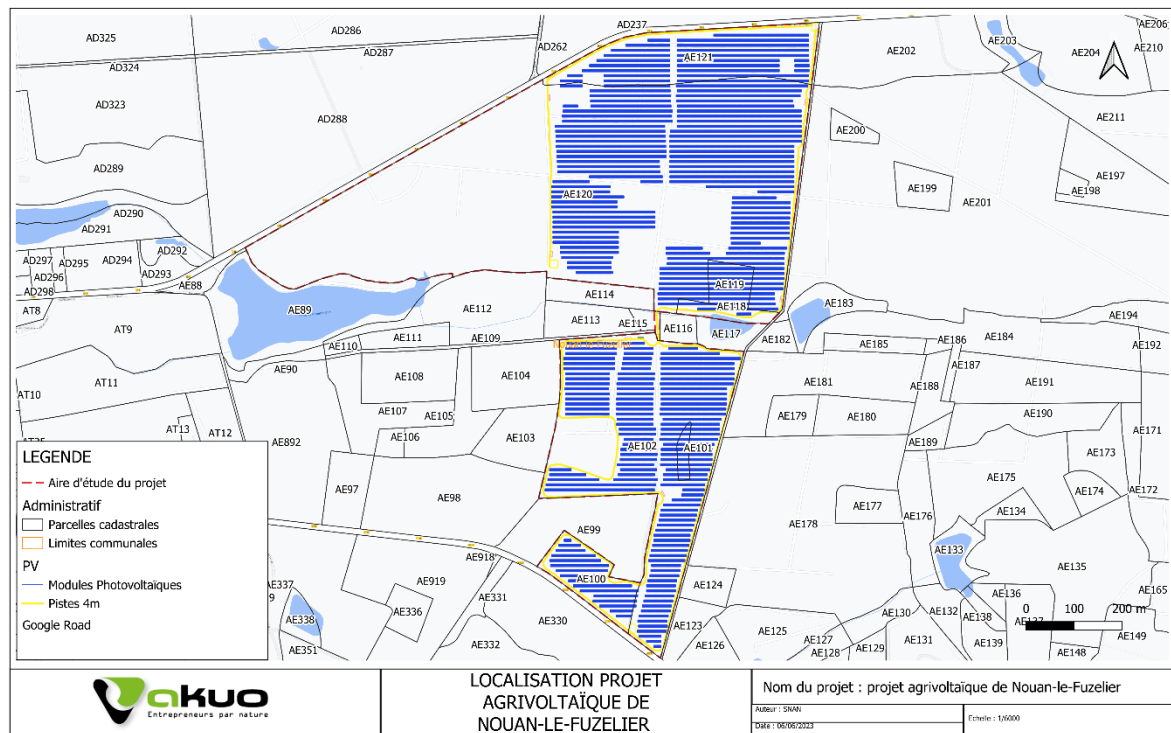 AD325
AD286
AD237
AE206
AD287
AD262
AE203
AE202
AE204
AE210
AD324
AE121
AD323
AD288
AE211
AE200
AE197
AE198
AE199
AE201
AE120
AD289
AD290
AD291
AD292
AD297
AD295
AD294
AD293
AD296
AD298
AE88
AT8
AE89
AE112
AE114
AE119
AE118
AE183
AE194
AT9
AE113
AE115
AE116
AE117
AE182
AE184
AE186
AE192
AE110
AE111
AE109
AE185
AE187
AE90
AE108
AE104
AE181
AE188
AE191
AT11
AT10
AE107
AE105
AE179
AE180
AE190
AT13
AT12
AE892
AE106
AE103
AE102
AE101
AE189
AE171
AE173
AE175
AE174
AE172
AE97
AE98
AE177
AE134
AE99
AE178
AE176
AE918
AE133
AE135
AE919
AE100
AE124
AE337
AE336
AE331
AE330
AE136
AE165
AE338
AE123
AE130
AE132
AE138
AE125
AE127
AE131
AE139
AE149
AE351
AE332
AE126
AE128
AE129
AE148
LEGENDE
Aire d'étude du projet
Administratif
Parcelles cadastrales
Limites communales
PV
Modules Photovoltaïques
Pistes 4m
Google Road
0 100 200 m
akuo
Entrepreneurs par nature
LOCALISATION PROJET
AGRIVOLTAÏQUE DE
NOUAN-LE-FUZELIER
Nom du projet : projet agrivoltaïque de Nouan-le-Fuzelier
Auteur : SNAN
Date : 06/06/2023
Echelle : 1/6000